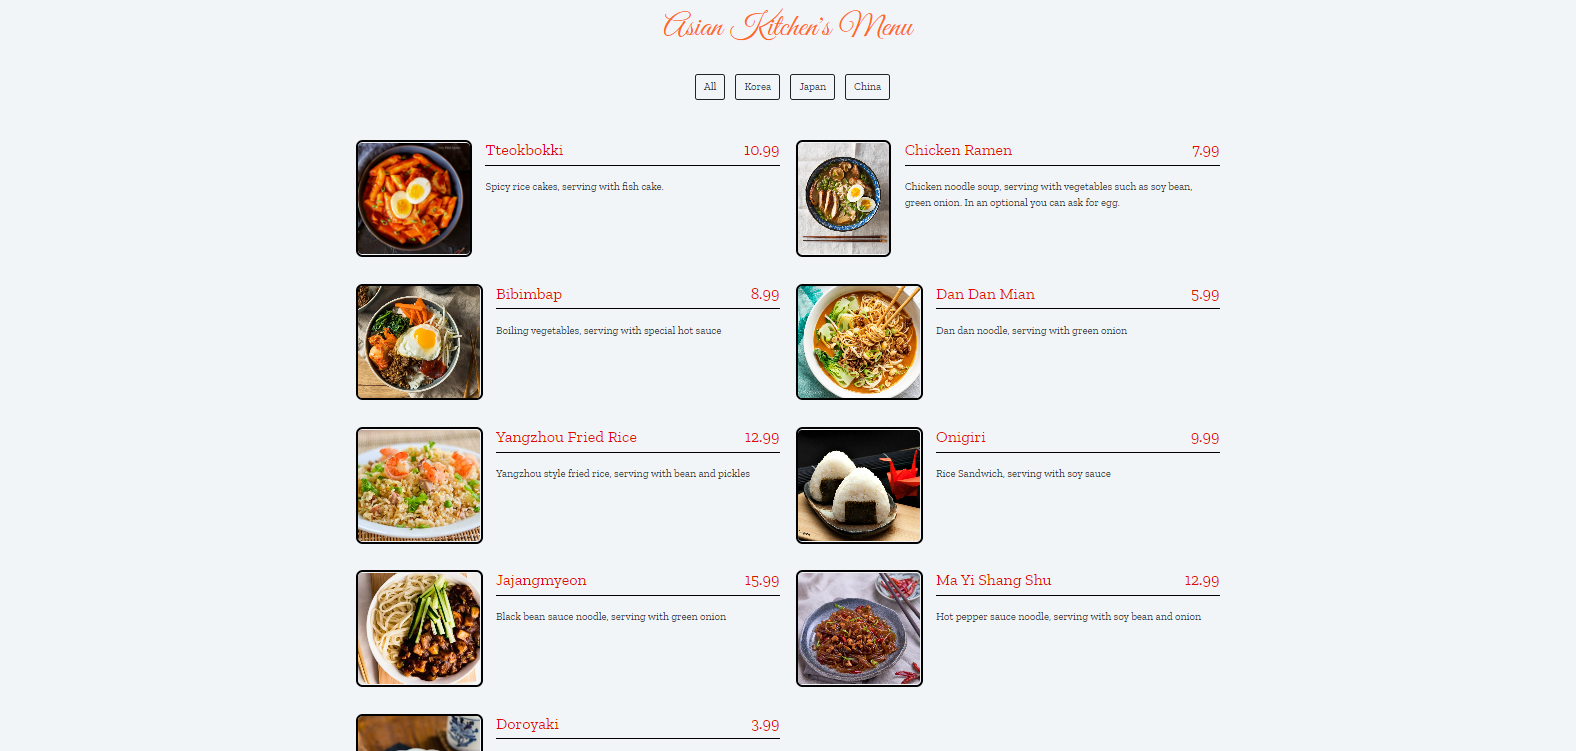 Asian Kitchen's Menu
All
Korea
Japan
China
Tteokbokki
10.99
Spicy rice cakes, serving with fish cake.
Chicken Ramen
7.99
Chicken noodle soup, serving with vegetables such as soy bean,
green onion. In an optional you can ask for egg.
Bibimbap
8.99
Boiling vegetables, serving with special hot sauce
Dan Dan Mian
5.99
Dan dan noodle, serving with green onion
Yangzhou Fried Rice
12.99
Yangzhou style fried rice, serving with bean and pickles
Onigiri
9.99
Rice Sandwich, serving with soy sauce
Jajangmyeon
15.99
Black bean sauce noodle, serving with green onion
Ma Yi Shang Shu
12.99
Hot pepper sauce noodle, serving with soy bean and onion
Doroyaki
3.99